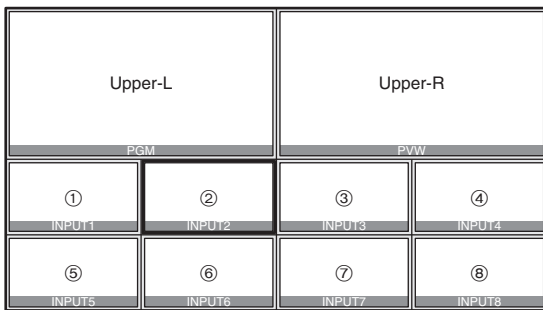 Upper-L Upper-R
PGM PVW
① ② ③ ④
INPUT1 INPUT2 INPUT3 INPUT4
⑤ ⑥ ⑦ ⑧
INPUT5 INPUT6 INPUT7 INPUT8